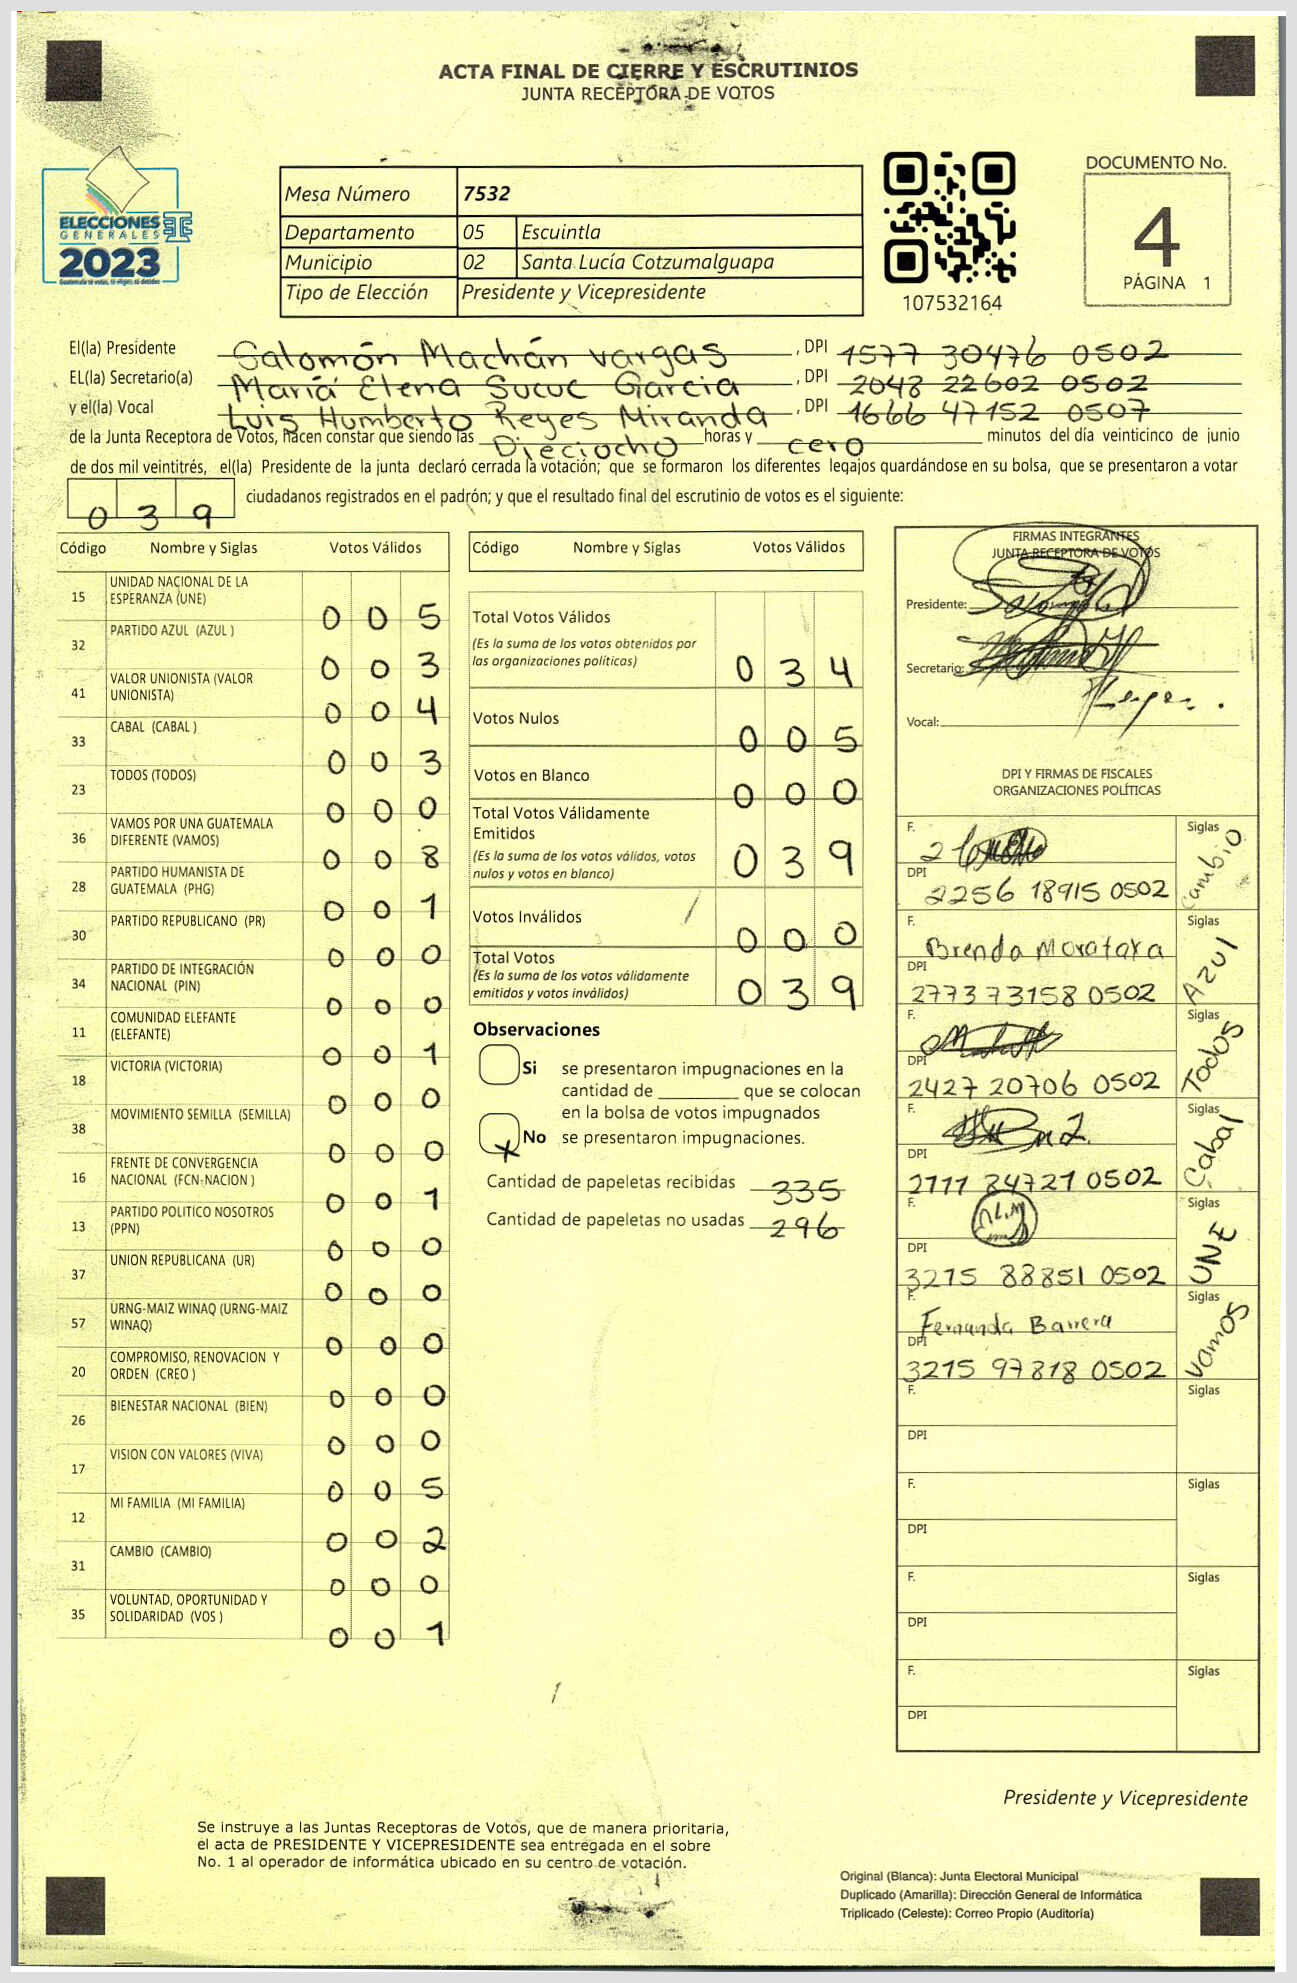 ACTA FINAL DE CIERRE Y ESCRUTINIOS
JUNTA RECEPTORA DE VOTOS
ELECCIONES
GENERALES
2023
Mesa Número 7532
Departamento 05 Escuintla
Municipio 02 Santa Lucía Cotzumalguapa
Tipo de Elección Presidente y Vicepresidente
107532164
DOCUMENTO No.
4
PÁGINA 1
El(la) Presidente Salomón Machán Vargas , DPI 1577 30476 0502
EL(la) Secretario(a) María Elena Sucuc Garcia , DPI 2048 22602 0502
y el(la) Vocal Luis Humberto Reyes Miranda , DPI 1666 47152 0507
de la Junta Receptora de Votos, hacen constar que siendo las Dieciocho horas y cero minutos del día veinticinco de junio
de dos mil veintitrés, el(la) Presidente de la junta declaró cerrada la votación; que se formaron los diferentes legajos quardándose en su bolsa, que se presentaron a votar
039 ciudadanos registrados en el padrón; y que el resultado final del escrutinio de votos es el siguiente:
Código Nombre y Siglas Votos Válidos
15 UNIDAD NACIONAL DE LA
ESPERANZA (UNE) 0 0 5
32 PARTIDO AZUL (AZUL ) 0 0 3
41 VALOR UNIONISTA (VALOR
UNIONISTA) 0 0 4
33 CABAL (CABAL ) 0 0 3
23 TODOS (TODOS) 0 0 0
36 VAMOS POR UNA GUATEMALA
DIFERENTE (VAMOS) 0 0 8
28 PARTIDO HUMANISTA DE
GUATEMALA (PHG) 0 0 1
30 PARTIDO REPUBLICANO (PR) 0 0 0
34 PARTIDO DE INTEGRACIÓN
NACIONAL (PIN) 0 0 0
11 COMUNIDAD ELEFANTE
(ELEFANTE) 0 0 1
18 VICTORIA (VICTORIA) 0 0 0
38 MOVIMIENTO SEMILLA (SEMILLA) 0 0 0
16 FRENTE DE CONVERGENCIA
NACIONAL (FCN-NACION ) 0 0 1
13 PARTIDO POLITICO NOSOTROS
(PPN) 0 0 0
37 UNION REPUBLICANA (UR) 0 0 0
57 URNG-MAIZ WINAQ (URNG-MAIZ
WINAQ) 0 0 0
20 COMPROMISO, RENOVACION Y
ORDEN (CREO ) 0 0 0
26 BIENESTAR NACIONAL (BIEN) 0 0 0
17 VISION CON VALORES (VIVA) 0 0 5
12 MI FAMILIA (MI FAMILIA) 0 0 2
31 CAMBIO (CAMBIO) 0 0 0
35 VOLUNTAD, OPORTUNIDAD Y
SOLIDARIDAD (VOS ) 0 0 1
Código Nombre y Siglas Votos Válidos
Total Votos Válidos
(Es la suma de los votos obtenidos por
las organizaciones políticas) 0 3 4
Votos Nulos 0 0 5
Votos en Blanco 0 0 0
Total Votos Válidamente
Emitidos
(Es la suma de los votos válidos, votos
nulos y votos en blanco) 0 3 9
Votos Inválidos 0 0 0
Total Votos
(Es la suma de los votos válidamente
emitidos y votos inválidos) 0 3 9
Observaciones
Si se presentaron impugnaciones en la
cantidad de ________ que se colocan
en la bolsa de votos impugnados
X No se presentaron impugnaciones.
Cantidad de papeletas recibidas 335
Cantidad de papeletas no usadas 296
FIRMAS INTEGRANTES
JUNTA RECEPTORA DE VOTOS
Presidente:
Secretario:
Vocal:
DPI Y FIRMAS DE FISCALES
ORGANIZACIONES POLÍTICAS
F. Siglas Cambio
DPI 2256 18915 0502
F. Brenda Morataya Siglas Azul
DPI 2773 73158 0502
F. Siglas Todos
DPI 2427 20706 0502
F. Siglas Cabal
DPI 2111 84721 0502
F. Siglas UNE
DPI 3215 88851 0502
F. Fernanda Barrera Siglas Vamos
DPI 3215 97818 0502
F. Siglas
DPI
F. Siglas
DPI
F. Siglas
DPI
F. Siglas
DPI
Presidente y Vicepresidente
Se instruye a las Juntas Receptoras de Votos, que de manera prioritaria,
el acta de PRESIDENTE Y VICEPRESIDENTE sea entregada en el sobre
No. 1 al operador de informática ubicado en su centro de votación.
Original (Blanca): Junta Electoral Municipal
Duplicado (Amarilla): Dirección General de Informática
Triplicado (Celeste): Correo Propio (Auditoría)